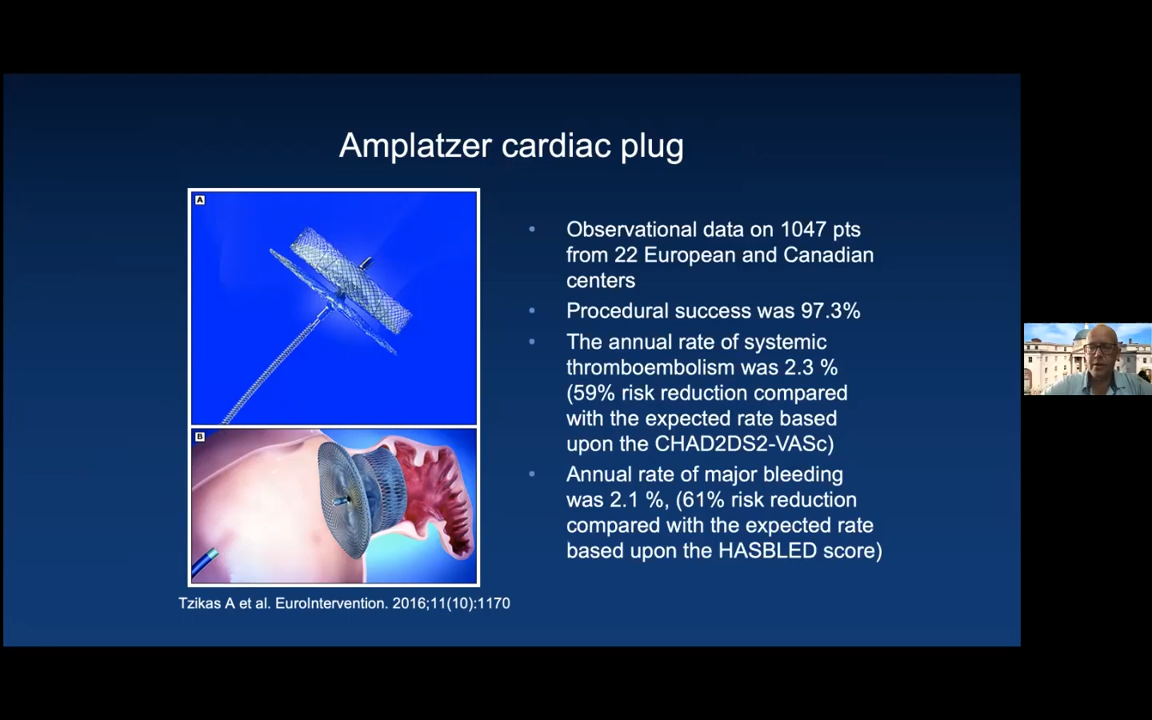 Amplatzer cardiac plug
A
B
• Observational data on 1047 pts
from 22 European and Canadian
centers
• Procedural success was 97.3%
• The annual rate of systemic
thromboembolism was 2.3 %
(59% risk reduction compared
with the expected rate based
upon the CHAD2DS2-VASc)
• Annual rate of major bleeding
was 2.1 %, (61% risk reduction
compared with the expected rate
based upon the HASBLED score)
Tzikas A et al. EuroIntervention. 2016;11(10):1170